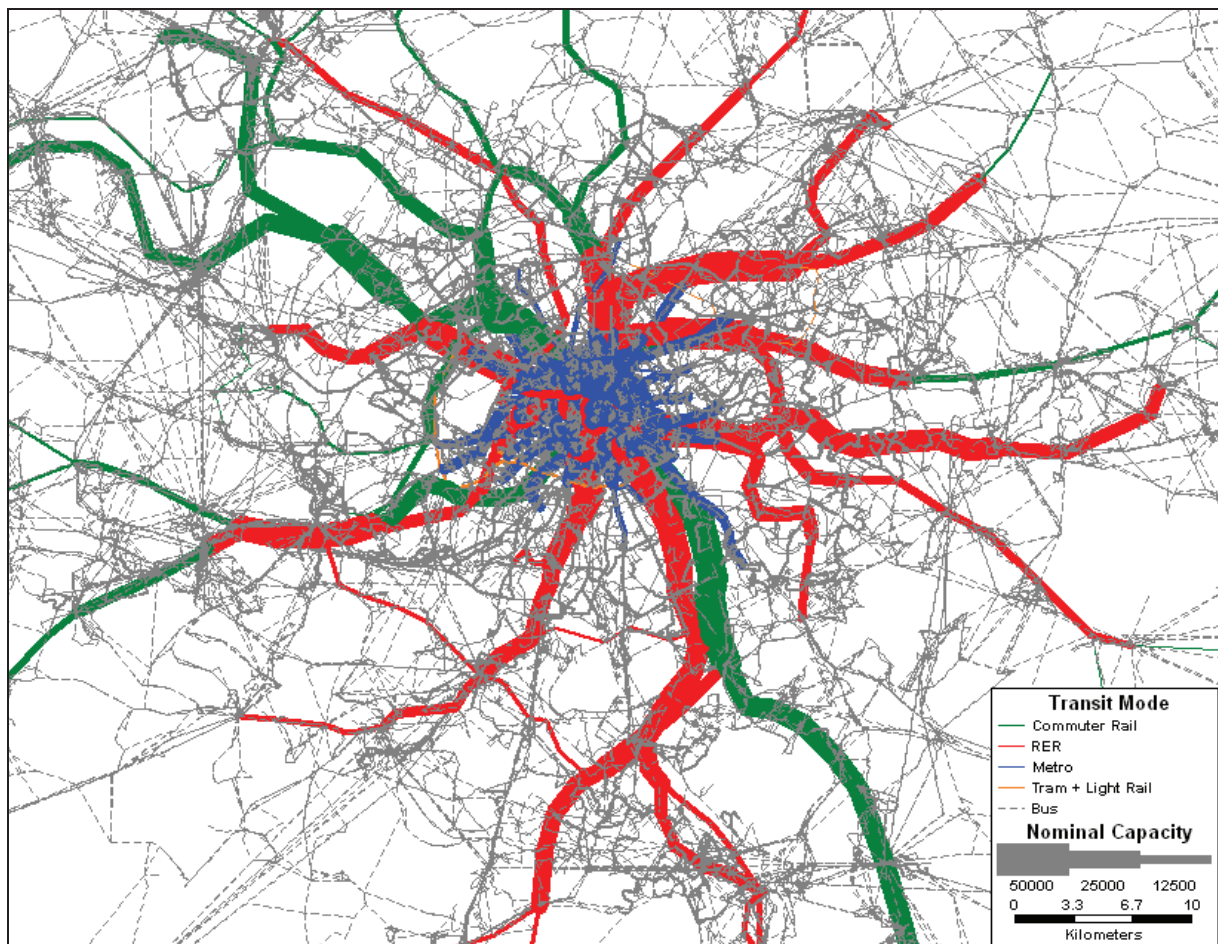 Transit Mode
Commuter Rail
RER
Metro
Tram + Light Rail
Bus
Nominal Capacity
50000 25000 12500
0 3.3 6.7 10
Kilometers